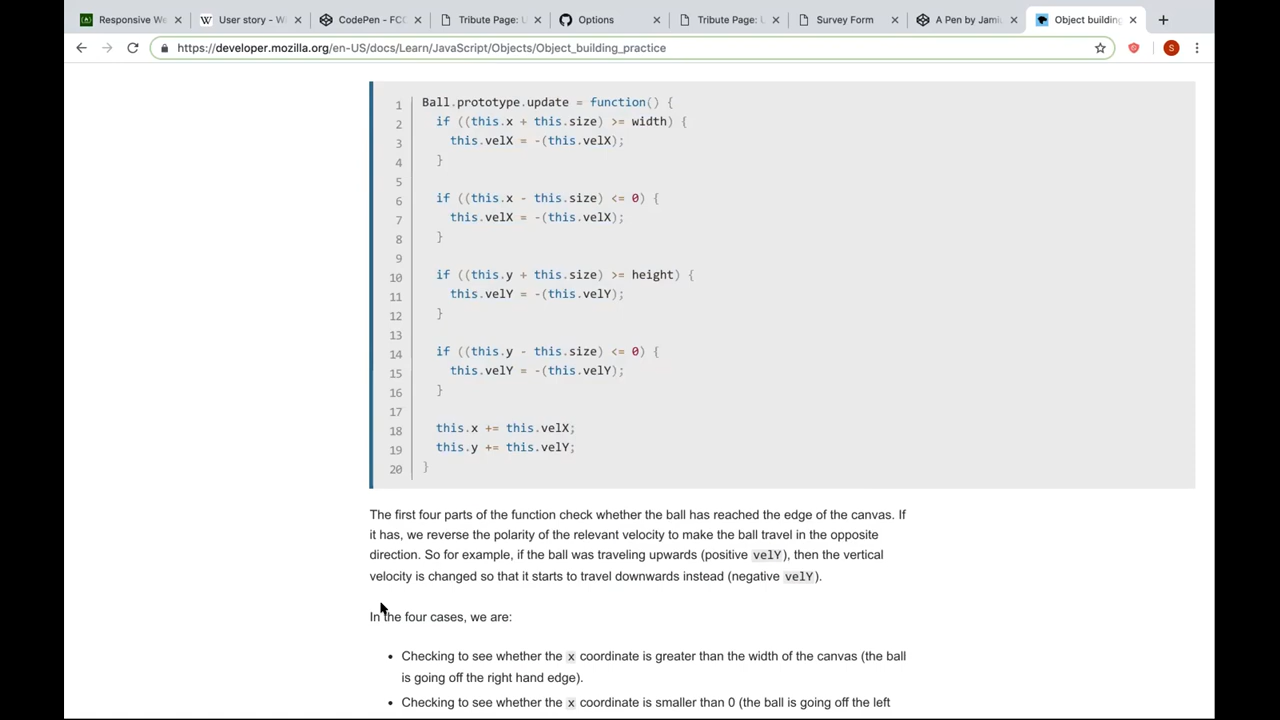 Responsive We
User story - Wi
CodePen - FCC
Tribute Page: L
Options
Tribute Page: L
Survey Form
A Pen by Jamiu
Object building
https://developer.mozilla.org/en-US/docs/Learn/JavaScript/Objects/Object_building_practice
S
1 Ball.prototype.update = function() {
2 if ((this.x + this.size) >= width) {
3 this.velX = -(this.velX);
4 }
5
6 if ((this.x - this.size) <= 0) {
7 this.velX = -(this.velX);
8 }
9
10 if ((this.y + this.size) >= height) {
11 this.velY = -(this.velY);
12 }
13
14 if ((this.y - this.size) <= 0) {
15 this.velY = -(this.velY);
16 }
17
18 this.x += this.velX;
19 this.y += this.velY;
20 }
The first four parts of the function check whether the ball has reached the edge of the canvas. If
it has, we reverse the polarity of the relevant velocity to make the ball travel in the opposite
direction. So for example, if the ball was traveling upwards (positive velY), then the vertical
velocity is changed so that it starts to travel downwards instead (negative velY).
In the four cases, we are:
• Checking to see whether the x coordinate is greater than the width of the canvas (the ball
is going off the right hand edge).
• Checking to see whether the x coordinate is smaller than 0 (the ball is going off the left